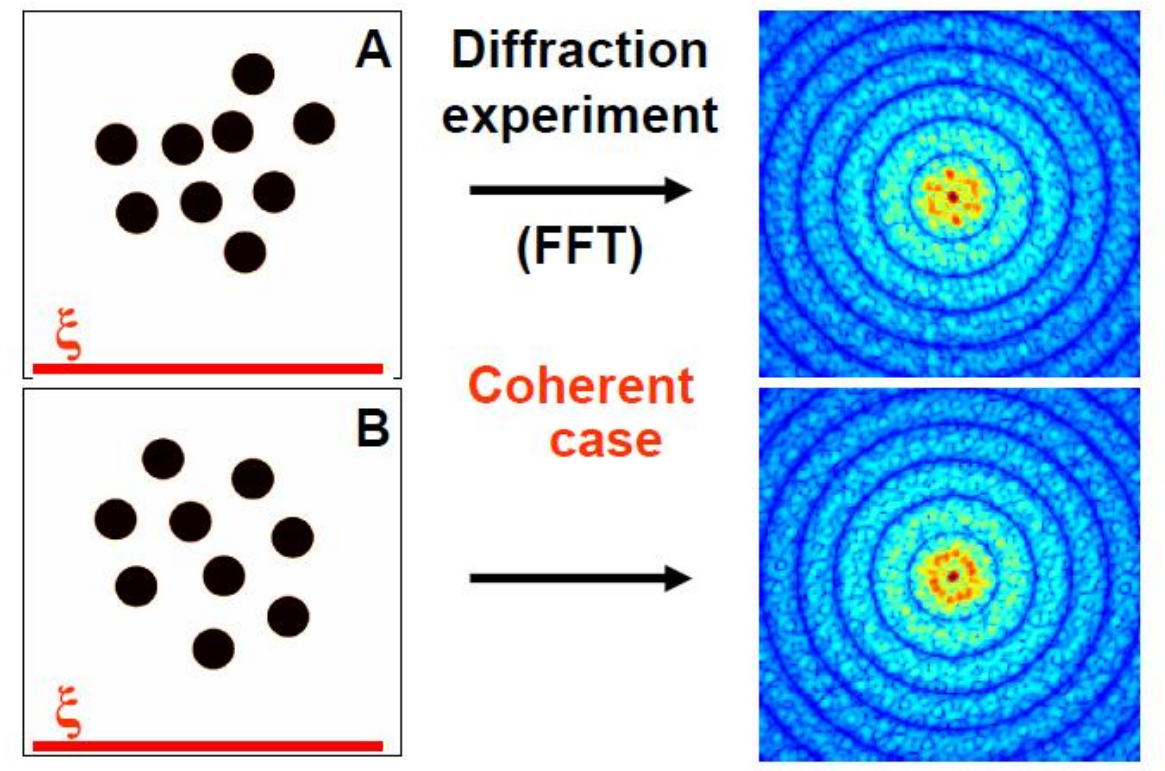 A
Diffraction
experiment
(FFT)
ξ
Coherent
case
B
ξ